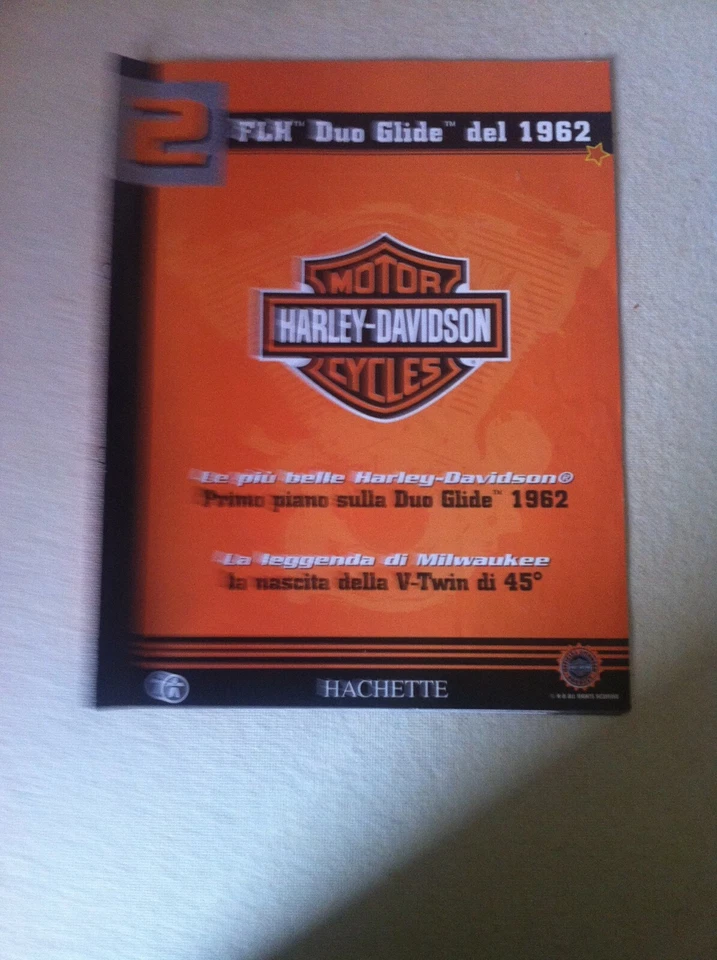 2
FLH™ Duo Glide™ del 1962
MOTOR
HARLEY-DAVIDSON
CYCLES
®
Le più belle Harley-Davidson®
Primo piano sulla Duo Glide™ 1962
La leggenda di Milwaukee
la nascita della V-Twin di 45°
HACHETTE